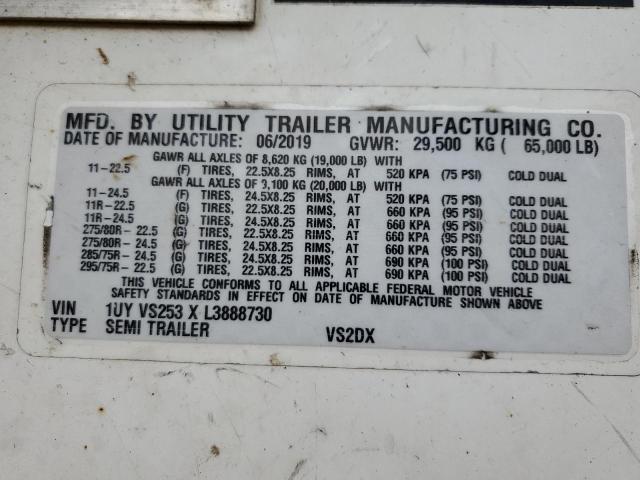 MFD. BY UTILITY TRAILER MANUFACTURING CO.
DATE OF MANUFACTURE: 06/2019 GVWR: 29,500 KG ( 65,000 LB)
GAWR ALL AXLES OF 8,620 KG (19,000 LB) WITH
11-22.5 (F) TIRES, 22.5X8.25 RIMS, AT 520 KPA (75 PSI) COLD DUAL
GAWR ALL AXLES OF 9,100 KG (20,000 LB) WITH
11-24.5 (F) TIRES, 24.5X8.25 RIMS, AT 520 KPA (75 PSI) COLD DUAL
11R-22.5 (G) TIRES, 22.5X8.25 RIMS, AT 660 KPA (95 PSI) COLD DUAL
11R-24.5 (G) TIRES, 24.5X8.25 RIMS, AT 660 KPA (95 PSI) COLD DUAL
275/80R-22.5 (G) TIRES, 22.5X8.25 RIMS, AT 660 KPA (95 PSI) COLD DUAL
275/80R-24.5 (G) TIRES, 24.5X8.25 RIMS, AT 660 KPA (95 PSI) COLD DUAL
285/75R-24.5 (G) TIRES, 24.5X8.25 RIMS, AT 690 KPA (100 PSI) COLD DUAL
295/75R-22.5 (G) TIRES, 22.5X8.25 RIMS, AT 690 KPA (100 PSI) COLD DUAL
THIS VEHICLE CONFORMS TO ALL APPLICABLE FEDERAL MOTOR VEHICLE
SAFETY STANDARDS IN EFFECT ON DATE OF MANUFACTURE SHOWN ABOVE
VIN 1UY VS253 X L3888730
TYPE SEMI TRAILER VS2DX